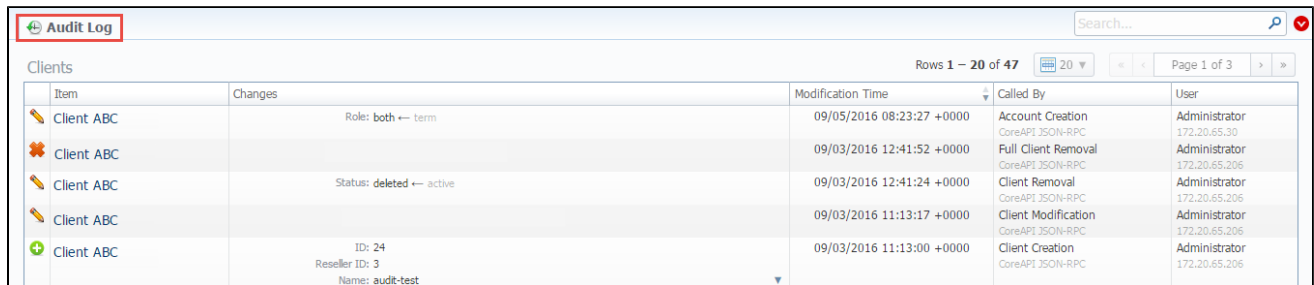 Audit Log
Search...
Clients
Rows 1 – 20 of 47 20 ▼ « ‹ Page 1 of 3 › »
Item Changes Modification Time Called By User
Client ABC Role: both ← term 09/05/2016 08:23:27 +0000 Account Creation Administrator
CoreAPI JSON-RPC 172.20.65.30
Client ABC 09/03/2016 12:41:52 +0000 Full Client Removal Administrator
CoreAPI JSON-RPC 172.20.65.206
Client ABC Status: deleted ← active 09/03/2016 12:41:24 +0000 Client Removal Administrator
CoreAPI JSON-RPC 172.20.65.206
Client ABC 09/03/2016 11:13:17 +0000 Client Modification Administrator
CoreAPI JSON-RPC 172.20.65.206
Client ABC ID: 24 09/03/2016 11:13:00 +0000 Client Creation Administrator
Reseller ID: 3 CoreAPI JSON-RPC 172.20.65.206
Name: audit-test ▼